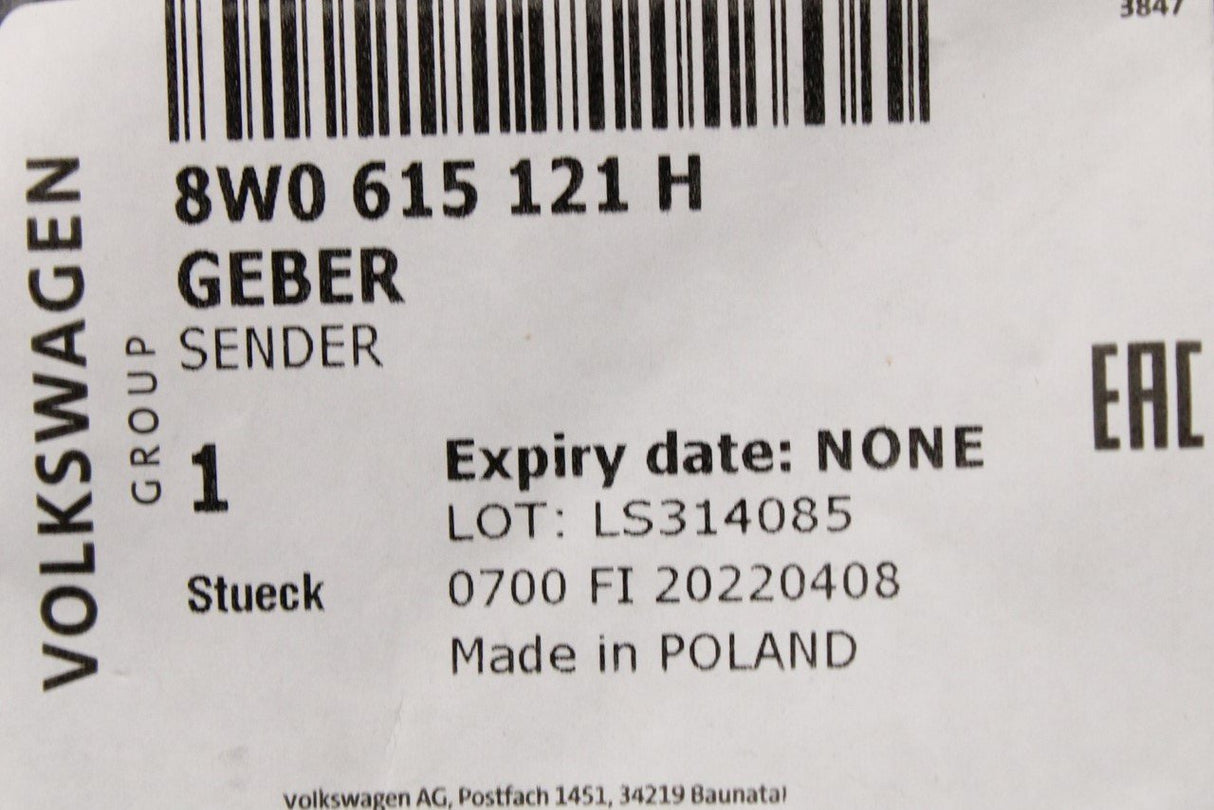 3847
8W0 615 121 H
GEBER
SENDER
VOLKSWAGEN
GROUP
1
Stueck
Expiry date: NONE
LOT: LS314085
0700 FI 20220408
Made in POLAND
EAC
Volkswagen AG, Postfach 1451, 34219 Baunatal